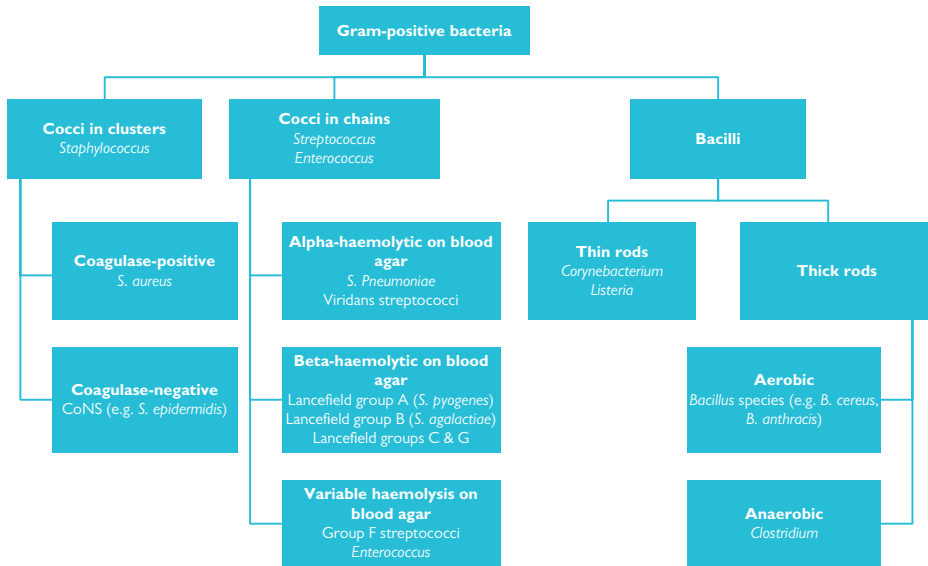 Gram-positive bacteria
Cocci in clusters
Staphylococcus
Cocci in chains
Streptococcus
Enterococcus
Bacilli
Coagulase-positive
S. aureus
Alpha-haemolytic on blood
agar
S. Pneumoniae
Viridans streptococci
Thin rods
Corynebacterium
Listeria
Thick rods
Coagulase-negative
CoNS (e.g. S. epidermidis)
Beta-haemolytic on blood
agar
Lancefield group A (S. pyogenes)
Lancefield group B (S. agalactiae)
Lancefield groups C & G
Aerobic
Bacillus species (e.g. B. cereus,
B. anthracis)
Variable haemolysis on
blood agar
Group F streptococci
Enterococcus
Anaerobic
Clostridium